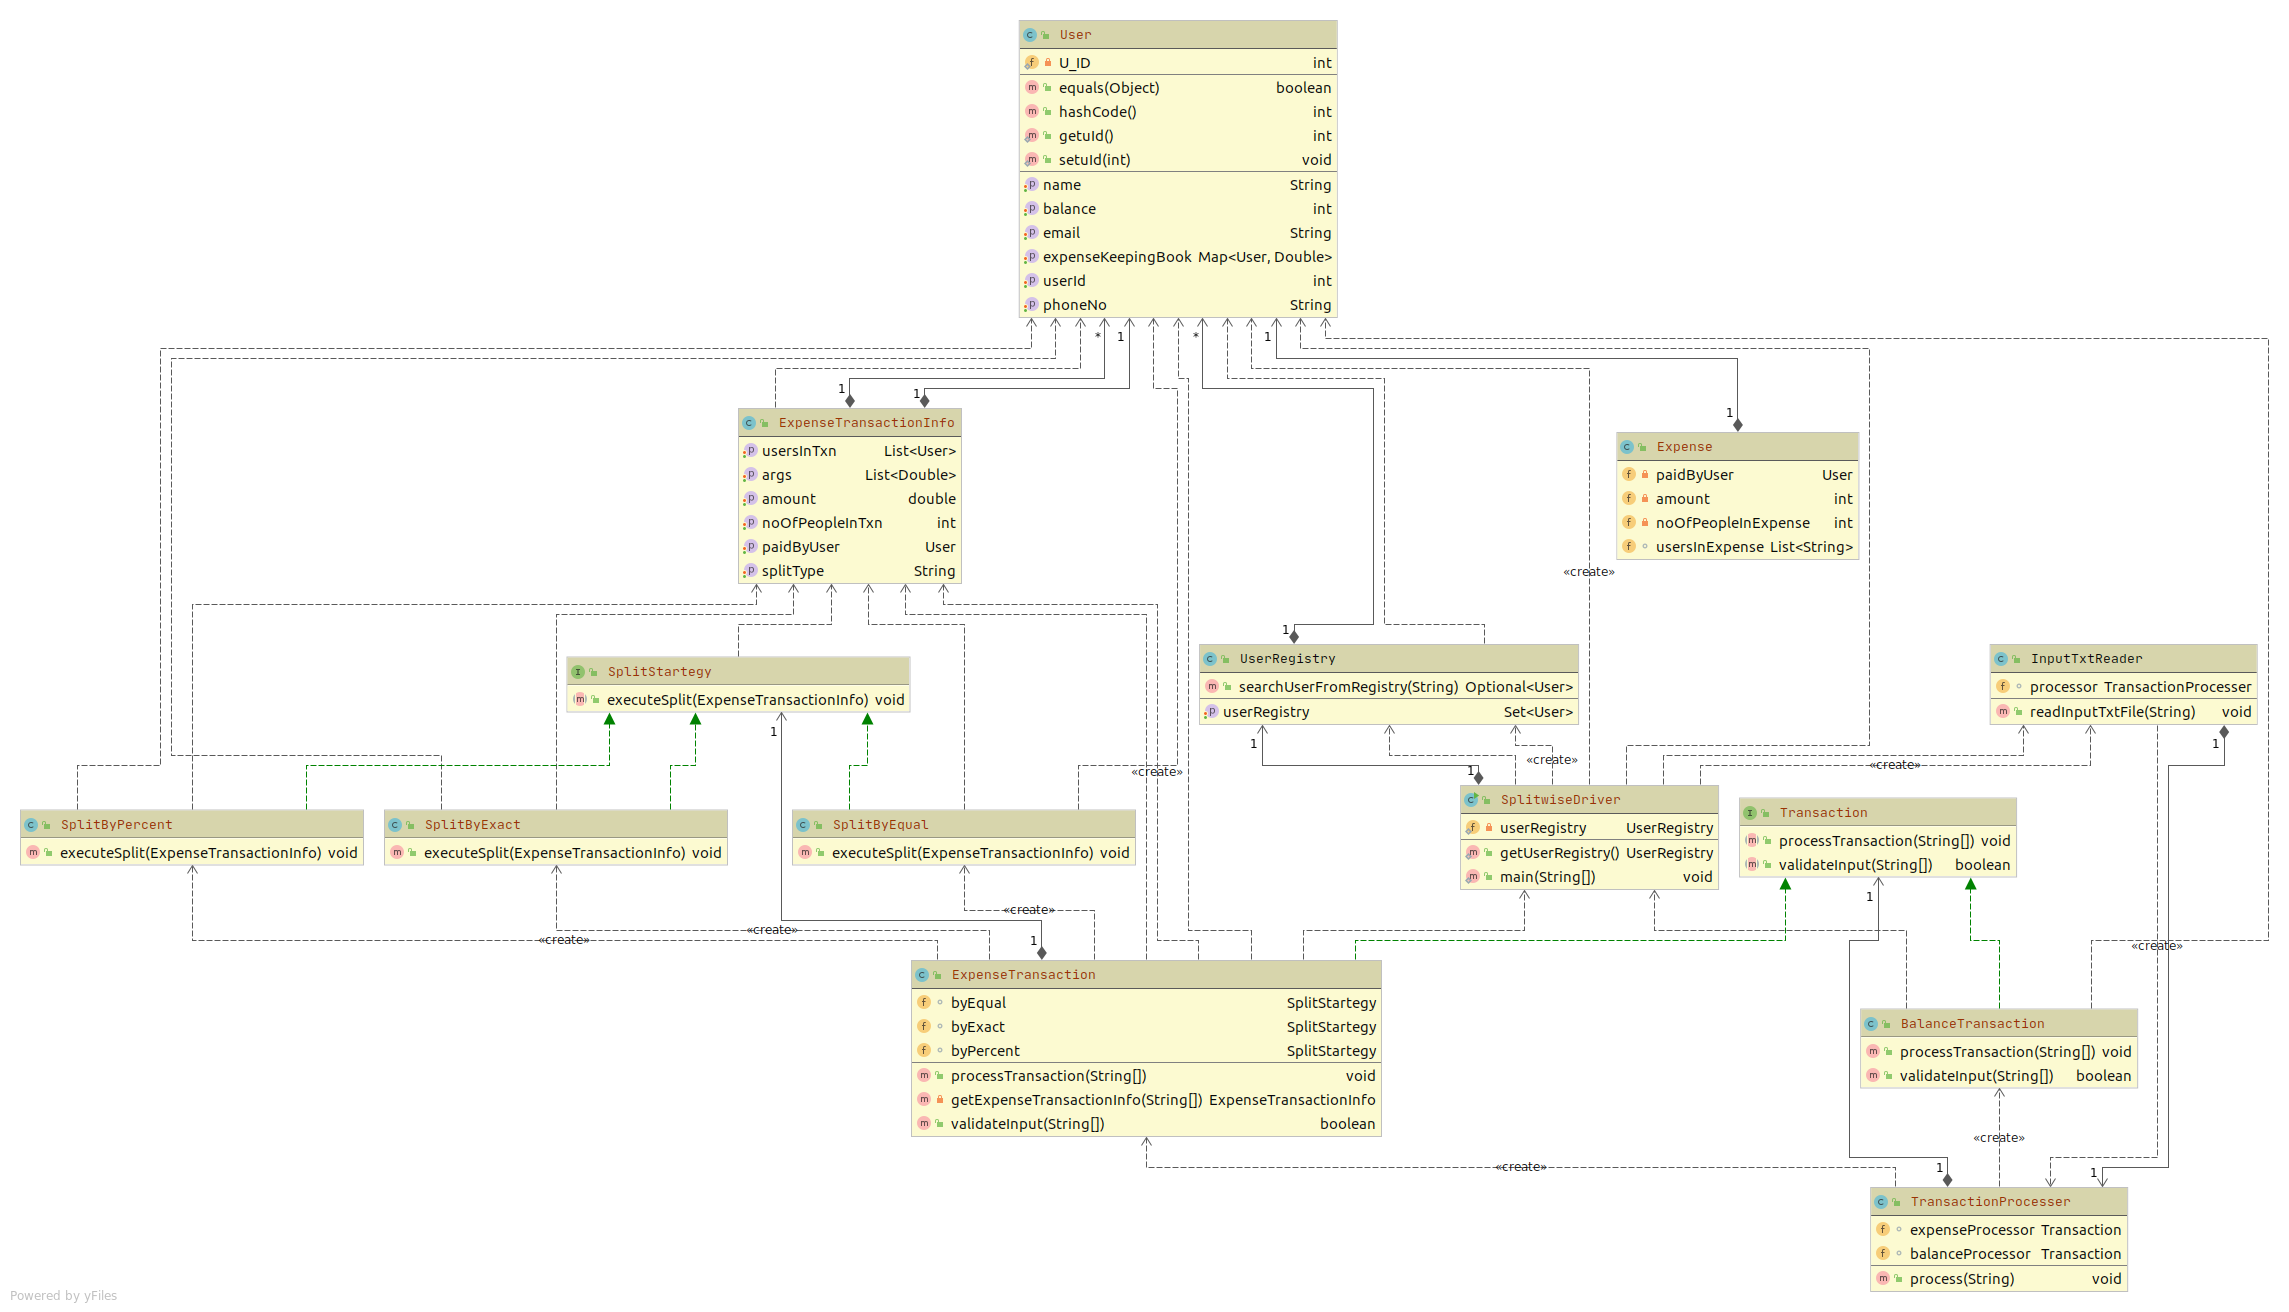 User
U_ID int
equals(Object) boolean
hashCode() int
getuId() int
setuId(int) void
name String
balance int
email String
expenseKeepingBook Map<User, Double>
userId int
phoneNo String
* 1 * 1
1 1
ExpenseTransactionInfo
usersInTxn List<User>
args List<Double>
amount double
noOfPeopleInTxn int
paidByUser User
splitType String
1
Expense
paidByUser User
amount int
noOfPeopleInExpense int
usersInExpense List<String>
«create»
SplitStartegy
executeSplit(ExpenseTransactionInfo) void
1
1
UserRegistry
searchUserFromRegistry(String) Optional<User>
userRegistry Set<User>
1
InputTxtReader
processor TransactionProcesser
readInputTxtFile(String) void
1
«create»
«create»
«create»
1
SplitByPercent
executeSplit(ExpenseTransactionInfo) void
SplitByExact
executeSplit(ExpenseTransactionInfo) void
SplitByEqual
executeSplit(ExpenseTransactionInfo) void
SplitwiseDriver
userRegistry UserRegistry
getUserRegistry() UserRegistry
main(String[]) void
Transaction
processTransaction(String[]) void
validateInput(String[]) boolean
1
«create»
«create»
«create»
1
«create»
ExpenseTransaction
byEqual SplitStartegy
byExact SplitStartegy
byPercent SplitStartegy
processTransaction(String[]) void
getExpenseTransactionInfo(String[]) ExpenseTransactionInfo
validateInput(String[]) boolean
BalanceTransaction
processTransaction(String[]) void
validateInput(String[]) boolean
«create»
«create»
1 1
TransactionProcesser
expenseProcessor Transaction
balanceProcessor Transaction
process(String) void
Powered by yFiles